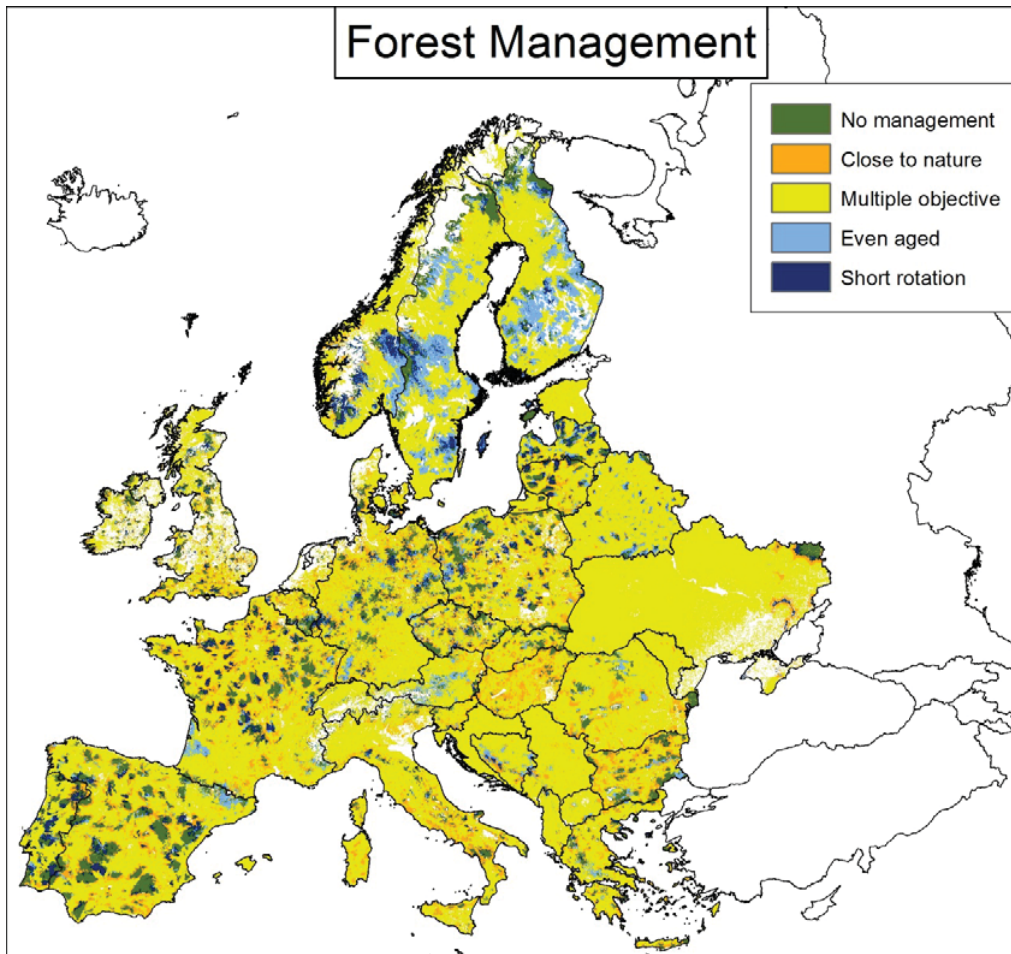 Forest Management
No management
Close to nature
Multiple objective
Even aged
Short rotation